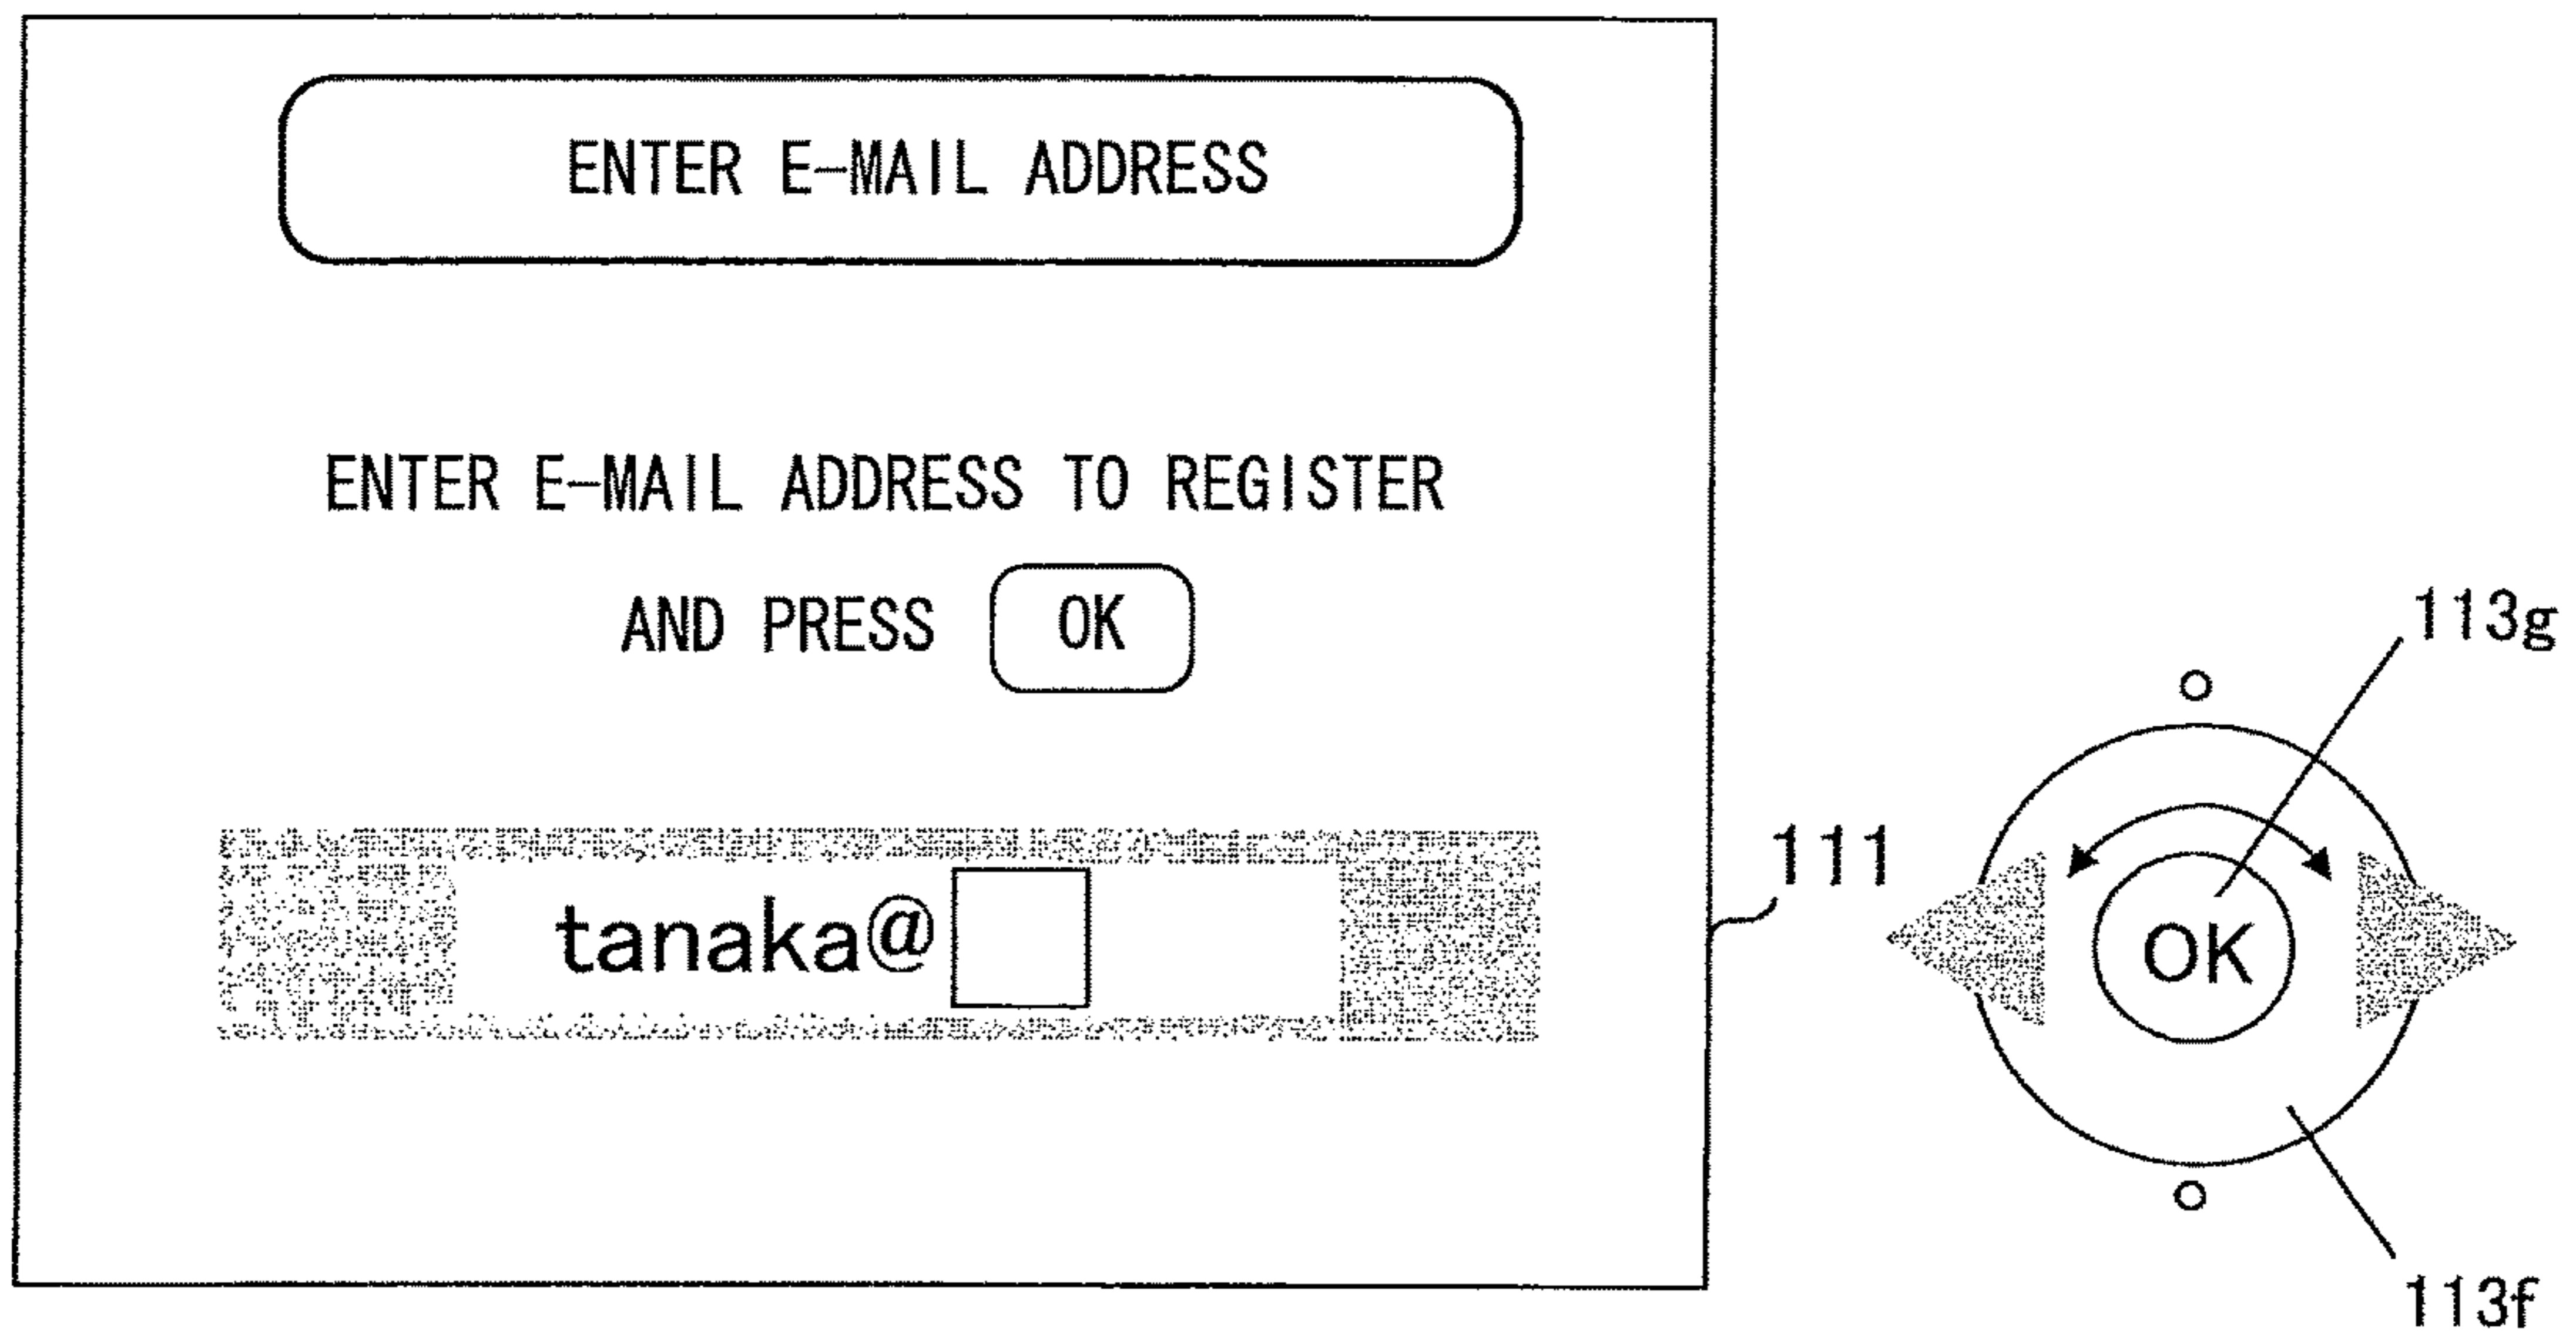 ENTER E-MAIL ADDRESS
ENTER E-MAIL ADDRESS TO REGISTER
AND PRESS OK
tanaka@
111
113g
OK
113f